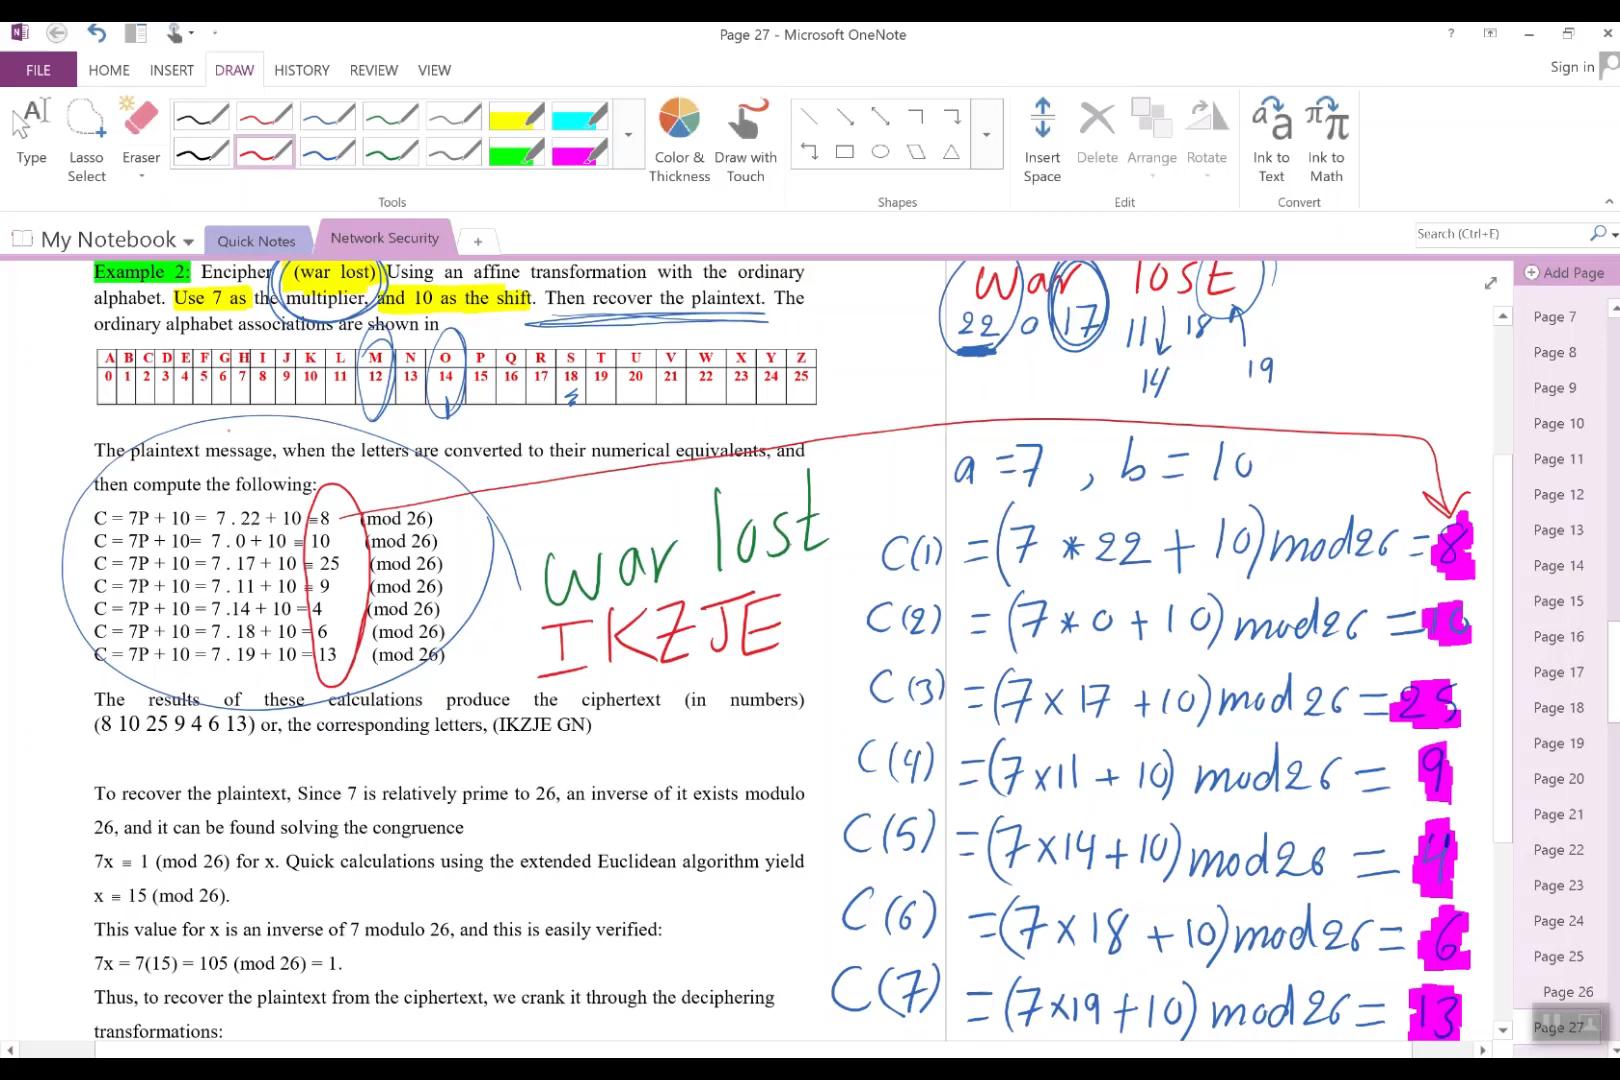 Page 27 - Microsoft OneNote
?
FILE HOME INSERT DRAW HISTORY REVIEW VIEW
Sign in
Type Lasso Select Eraser
Color & Thickness Draw with Touch
Insert Space Delete Arrange Rotate
Ink to Text Ink to Math
Tools Shapes Edit Convert
My Notebook Quick Notes Network Security +
Search (Ctrl+E)
Add Page
Page 7
Page 8
Page 9
Page 10
Page 11
Page 12
Page 13
Page 14
Page 15
Page 16
Page 17
Page 18
Page 19
Page 20
Page 21
Page 22
Page 23
Page 24
Page 25
Page 26
Page 27
Example 2: Encipher (war lost) Using an affine transformation with the ordinary
alphabet. Use 7 as the multiplier, and 10 as the shift. Then recover the plaintext. The
ordinary alphabet associations are shown in
A B C D E F G H I J K L M N O P Q R S T U V W X Y Z
0 1 2 3 4 5 6 7 8 9 10 11 12 13 14 15 16 17 18 19 20 21 22 23 24 25
The plaintext message, when the letters are converted to their numerical equivalents, and
then compute the following:
C = 7P + 10 = 7 . 22 + 10 ≡8 (mod 26)
C = 7P + 10= 7 . 0 + 10 ≡ 10 (mod 26)
C = 7P + 10 = 7 . 17 + 10 ≡ 25 (mod 26)
C = 7P + 10 = 7 . 11 + 10 ≡ 9 (mod 26)
C = 7P + 10 = 7 .14 + 10 ≡ 4 (mod 26)
C = 7P + 10 = 7 . 18 + 10 ≡ 6 (mod 26)
C = 7P + 10 = 7 . 19 + 10 ≡ 13 (mod 26)
war lost
IKZJE
The results of these calculations produce the ciphertext (in numbers)
(8 10 25 9 4 6 13) or, the corresponding letters, (IKZJE GN)
To recover the plaintext, Since 7 is relatively prime to 26, an inverse of it exists modulo
26, and it can be found solving the congruence
7x ≡ 1 (mod 26) for x. Quick calculations using the extended Euclidean algorithm yield
x ≡ 15 (mod 26).
This value for x is an inverse of 7 modulo 26, and this is easily verified:
7x = 7(15) = 105 (mod 26) = 1.
Thus, to recover the plaintext from the ciphertext, we crank it through the deciphering
transformations:
war lost
22 0 17 11 18
14 19
a = 7 , b = 10
C(1) = (7 * 22 + 10) mod 26 = 8
C(2) = (7 * 0 + 10) mod 26 = 10
C(3) = (7 x 17 + 10) mod 26 = 25
C(4) = (7 x 11 + 10) mod 26 = 9
C(5) = (7 x 14 + 10) mod 26 = 4
C(6) = (7 x 18 + 10) mod 26 = 6
C(7) = (7 x 19 + 10) mod 26 = 13